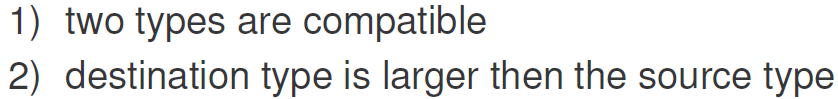 1) two types are compatible
2) destination type is larger then the source type